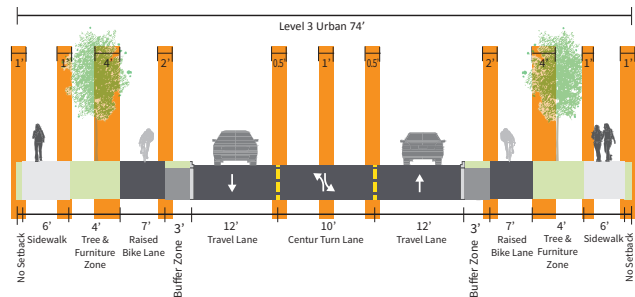 Level 3 Urban 74’
1’ 1’ 4’ 2’ 0.5’ 1’ 0.5’ 2’ 4’ 1’ 1’
6’ 4’ 7’ 3’ 12’ 10’ 12’ 3’ 7’ 4’ 6’
No Setback
Sidewalk
Tree &
Furniture
Zone
Raised
Bike Lane
Buffer Zone
Travel Lane
Centur Turn Lane
Travel Lane
Buffer Zone
Raised
Bike Lane
Tree &
Furniture
Zone
Sidewalk
No Setback